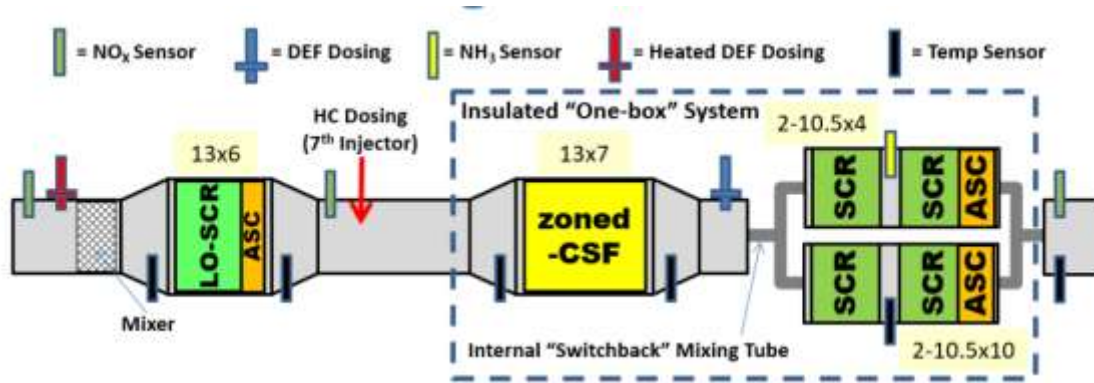 = NOₓ Sensor = DEF Dosing = NH₃ Sensor = Heated DEF Dosing = Temp Sensor
HC Dosing
(7th Injector)
Insulated "One-box" System
13x6
13x7
2-10.5x4
LO-SCR
ASC
zoned
-CSF
SCR
SCR
ASC
SCR
SCR
ASC
Mixer
Internal "Switchback" Mixing Tube
2-10.5x10